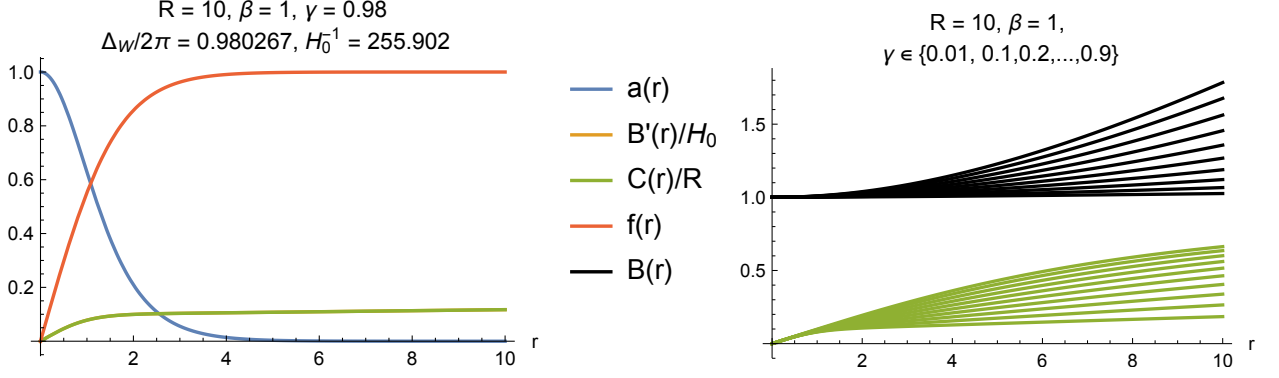 R = 10, β = 1, γ = 0.98
Δ_W/2π = 0.980267, H₀⁻¹ = 255.902
1.0
0.8
0.6
0.4
0.2
2
4
6
8
10
r
a(r)
B'(r)/H₀
C(r)/R
f(r)
B(r)
R = 10, β = 1,
γ ∈ {0.01, 0.1,0.2,...,0.9}
1.5
1.0
0.5
2
4
6
8
10
r